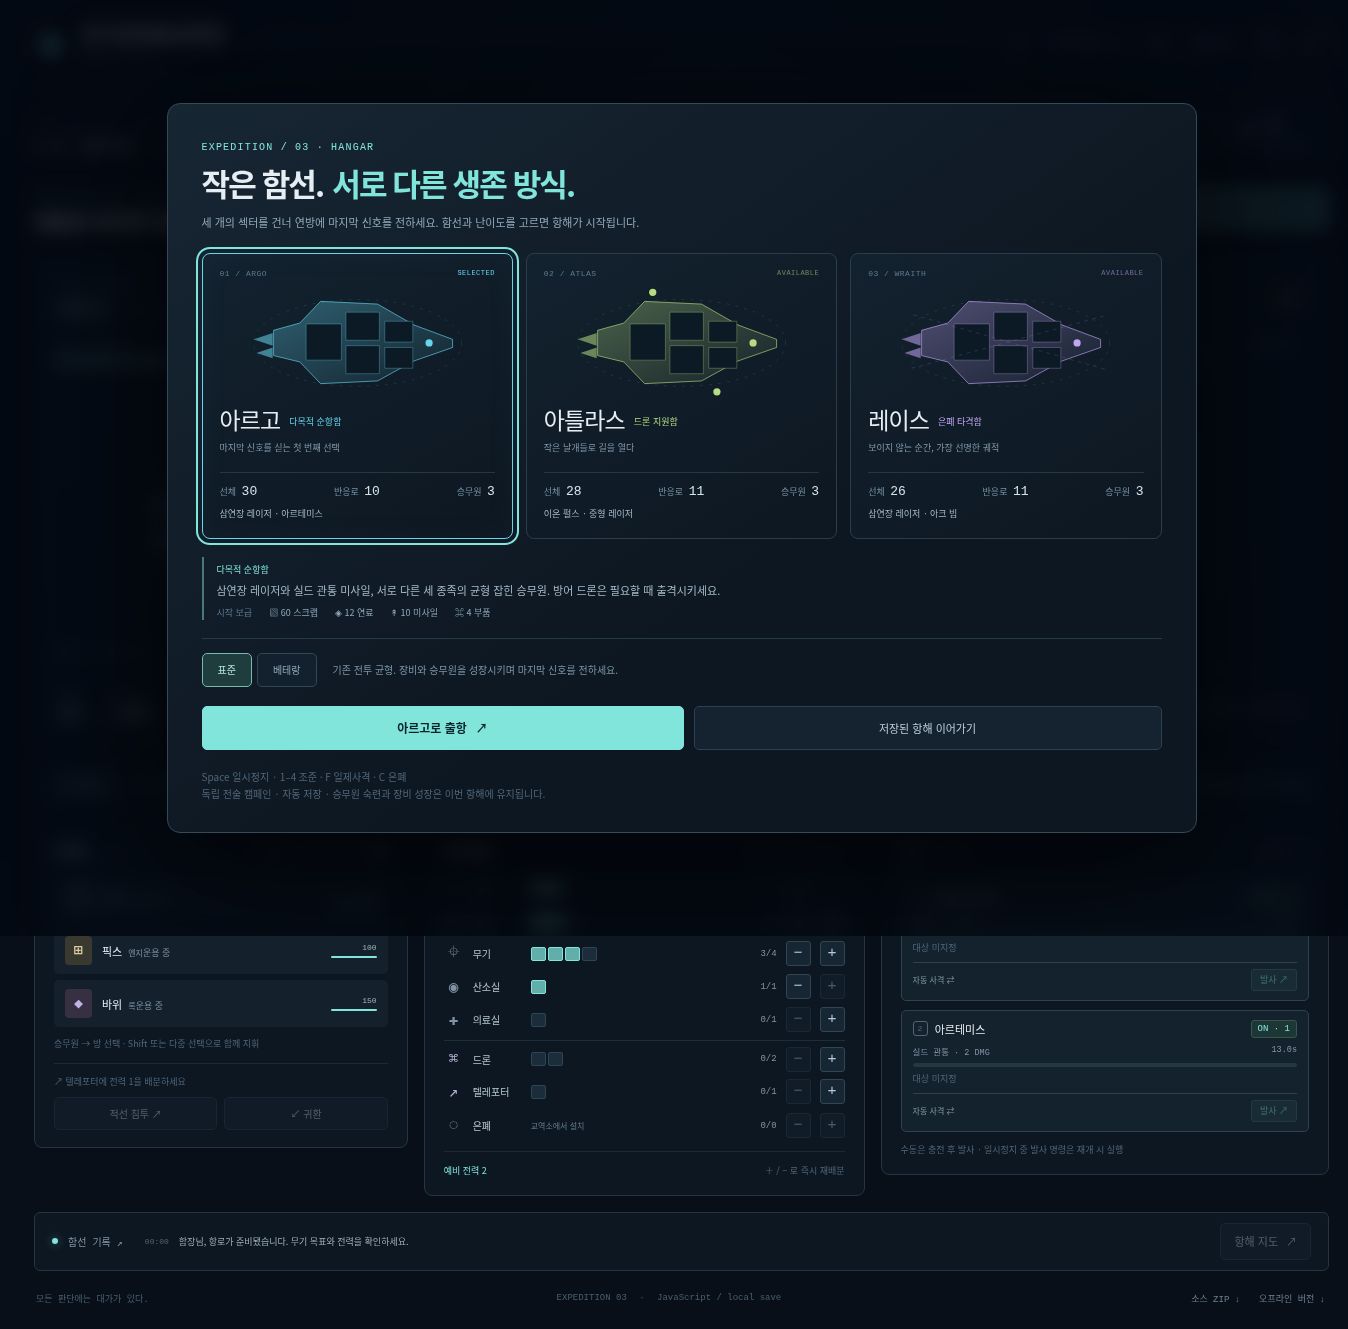 EXPEDITION / 03 · HANGAR
작은 함선. 서로 다른 생존 방식.
세 개의 섹터를 건너 연방에 마지막 신호를 전하세요. 함선과 난이도를 고르면 항해가 시작됩니다.
01 / ARGO SELECTED
아르고 다목적 순항함
마지막 신호를 싣는 첫 번째 선택
선체 30 반응로 10 승무원 3
삼연장 레이저 · 아르테미스
02 / ATLAS AVAILABLE
아틀라스 드론 지원함
작은 날개들로 길을 열다
선체 28 반응로 11 승무원 3
이온 펄스 · 중형 레이저
03 / WRAITH AVAILABLE
레이스 은폐 타격함
보이지 않는 순간, 가장 선명한 궤적
선체 26 반응로 11 승무원 3
삼연장 레이저 · 아크 빔
다목적 순항함
삼연장 레이저와 실드 관통 미사일, 서로 다른 세 종족의 균형 잡힌 승무원. 방어 드론은 필요할 때 출격시키세요.
시작 보급 ▧ 60 스크랩 ◈ 12 연료 ↟ 10 미사일 ⌘ 4 부품
표준 베테랑 기존 전투 균형. 장비와 승무원을 성장시키며 마지막 신호를 전하세요.
아르고로 출항 ↗ 저장된 항해 이어가기
Space 일시정지 · 1–4 조준 · F 일제사격 · C 은폐
독립 전술 캠페인 · 자동 저장 · 승무원 숙련과 장비 성장은 이번 항해에 유지됩니다.
픽스 엔지 운용 중 100
바위 록 운용 중 150
승무원 → 방 선택 · Shift 또는 다중 선택으로 함께 지휘
↗ 텔레포터에 전력 1을 배분하세요
적선 침투 ↗ ↙ 귀환
무기 3/4 − +
산소실 1/1 − +
의료실 0/1 − +
드론 0/2 − +
텔레포터 0/1 − +
은폐 교역소에서 설치 0/0 − +
예비 전력 2 ＋ / − 로 즉시 재배분
대상 미지정
자동 사격 ⇄ 발사 ↗
2 아르테미스 ON · 1
실드 관통 · 2 DMG 13.0s
대상 미지정
자동 사격 ⇄ 발사 ↗
수동은 충전 후 발사 · 일시정지 중 발사 명령은 재개 시 실행
함선 기록 ↗ 00:00 함장님, 항로가 준비됐습니다. 무기 목표와 전력을 확인하세요. 항해 지도 ↗
모든 판단에는 대가가 있다. EXPEDITION 03 · JavaScript / local save 소스 ZIP ↓ 오프라인 버전 ↓